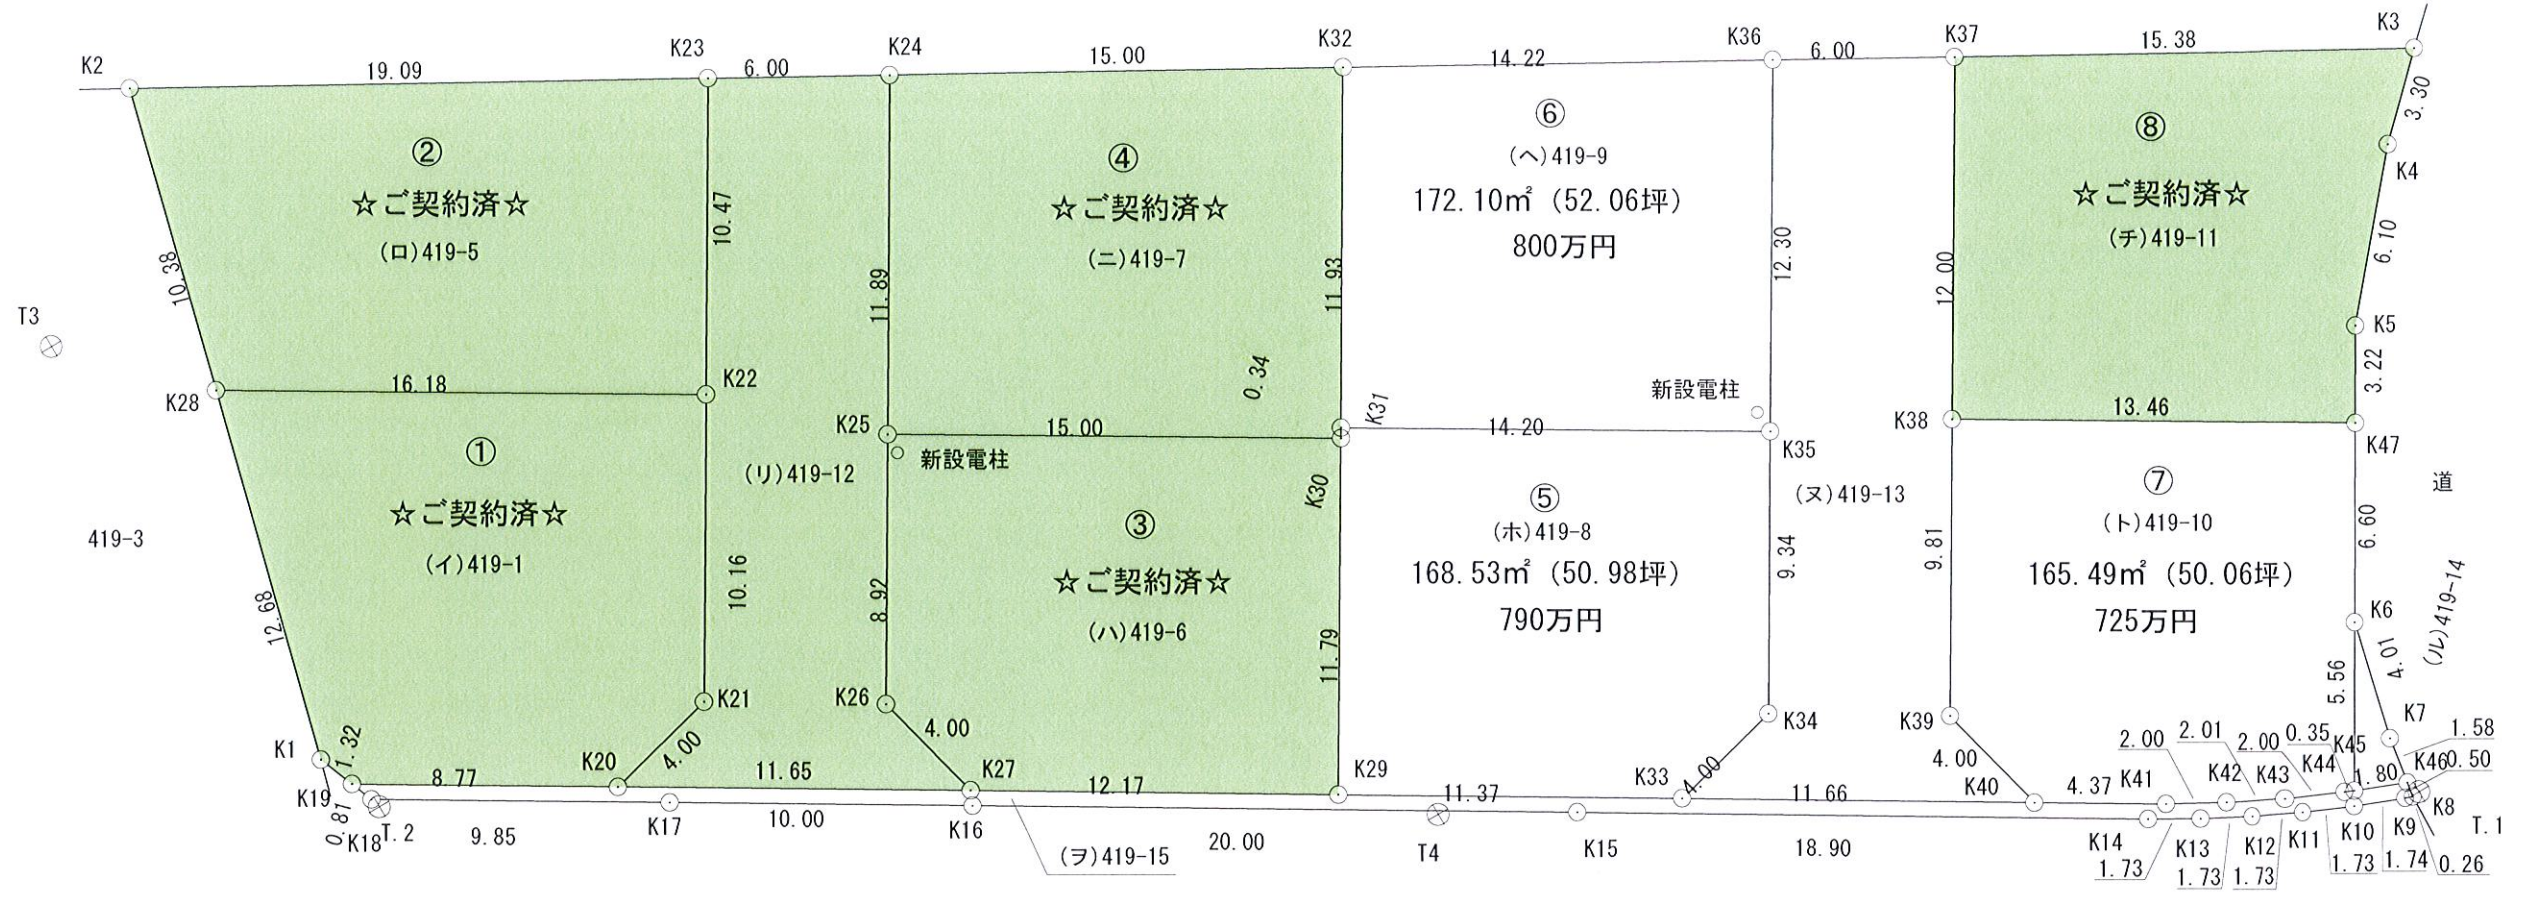 K2
19.09
K23
6.00
K24
15.00
K32
14.22
K36
6.00
K37
15.38
K3
3.30
K4
②
☆ご契約済☆
(ロ)419-5
10.47
10.38
④
☆ご契約済☆
(ニ)419-7
11.89
11.93
0.34
⑥
(ヘ)419-9
172.10㎡(52.06坪)
800万円
12.30
新設電柱
12.00
⑧
☆ご契約済☆
(チ)419-11
6.10
K5
3.22
T3
K28
16.18
K22
K25
15.00
新設電柱
K31
K30
14.20
K35
K38
13.46
K47
道
①
☆ご契約済☆
(イ)419-1
419-3
12.68
10.16
(リ)419-12
8.92
③
☆ご契約済☆
(ハ)419-6
11.79
⑤
(ホ)419-8
168.53㎡(50.98坪)
790万円
9.34
(ヌ)419-13
9.81
⑦
(ト)419-10
165.49㎡(50.06坪)
725万円
6.60
K6
4.01
(ル)419-14
5.56
K1
1.32
K19
0.81
K18
T.2
8.77
K20
4.00
K21
11.65
K26
4.00
K27
12.17
K29
11.37
K33
4.00
K34
11.66
K39
4.00
K40
4.37
K41
2.00
K42
2.01
K43
2.00
K44
0.35
K45
1.80
K7
1.58
K46
0.50
K8
T.1
9.85
K17
10.00
K16
(ヲ)419-15
20.00
T4
K15
18.90
K14
1.73
K13
1.73
K12
1.73
K11
1.73
K10
1.74
K9
0.26